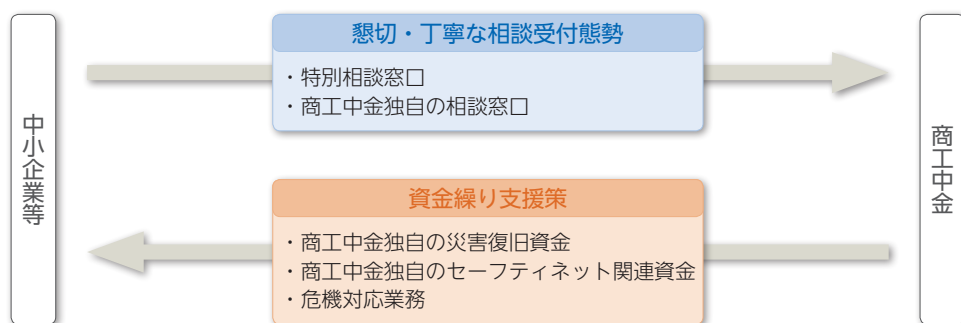 中小企業等
懇切・丁寧な相談受付態勢
・特別相談窓口
・商工中金独自の相談窓口
資金繰り支援策
・商工中金独自の災害復旧資金
・商工中金独自のセーフティネット関連資金
・危機対応業務
商工中金